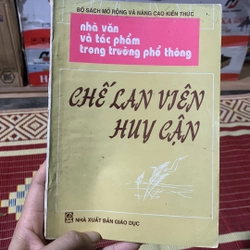 BỘ SÁCH MỞ RỘNG VÀ NÂNG CAO KIẾN THỨC
nhà văn
và tác phẩm
trong trường phổ thông
CHẾ LAN VIÊN
HUY CẬN
NHÀ XUẤT BẢN GIÁO DỤC